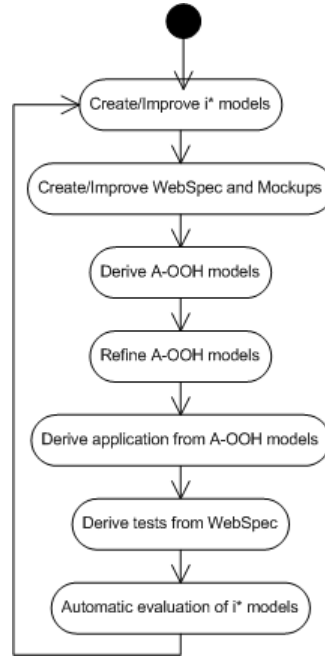 Create/Improve i* models
Create/Improve WebSpec and Mockups
Derive A-OOH models
Refine A-OOH models
Derive application from A-OOH models
Derive tests from WebSpec
Automatic evaluation of i* models